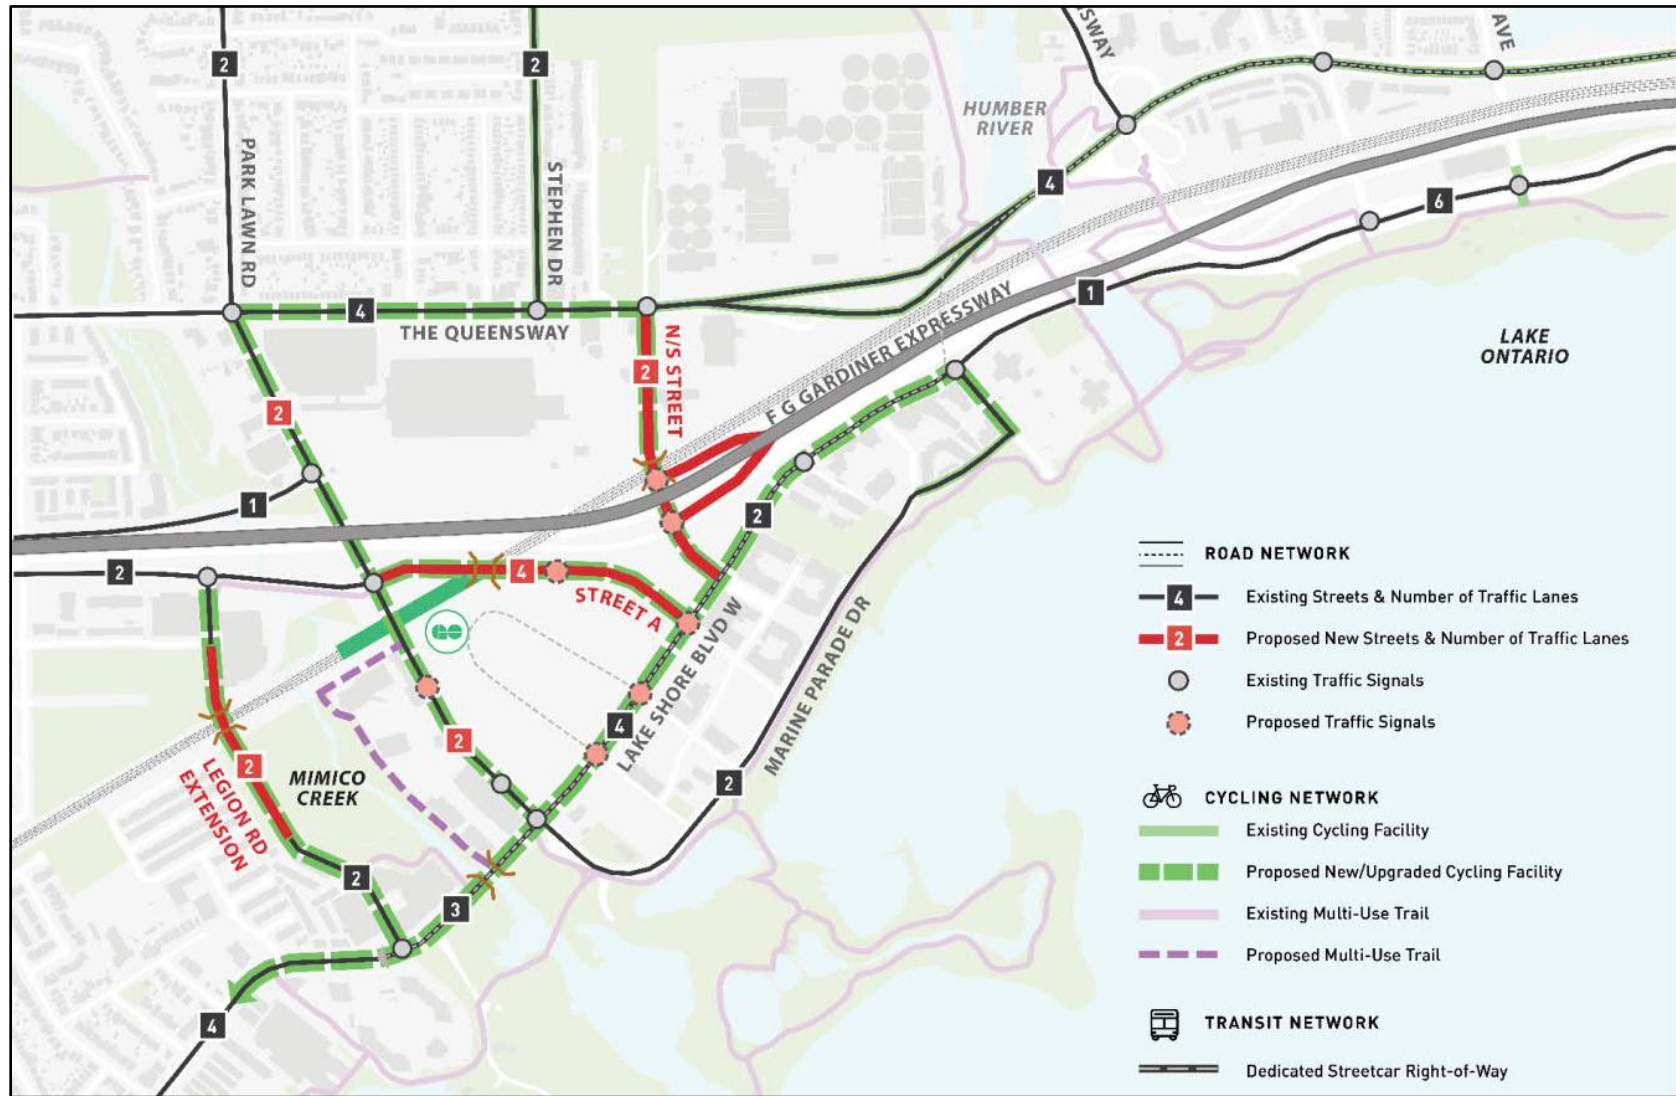 SWAY
AVE
2
2
HUMBER
RIVER
4
6
PARK LAWN RD
STEPHEN DR
1
4
THE QUEENSWAY
N/S STREET
2
F G GARDINER EXPRESSWAY
LAKE
ONTARIO
2
1
2
2
4
STREET A
LAKE SHORE BLVD W
MARINE PARADE DR
4
2
2
2
LEGION RD
EXTENSION
MIMICO
CREEK
2
3
4
ROAD NETWORK
4 Existing Streets & Number of Traffic Lanes
2 Proposed New Streets & Number of Traffic Lanes
Existing Traffic Signals
Proposed Traffic Signals
CYCLING NETWORK
Existing Cycling Facility
Proposed New/Upgraded Cycling Facility
Existing Multi-Use Trail
Proposed Multi-Use Trail
TRANSIT NETWORK
Dedicated Streetcar Right-of-Way